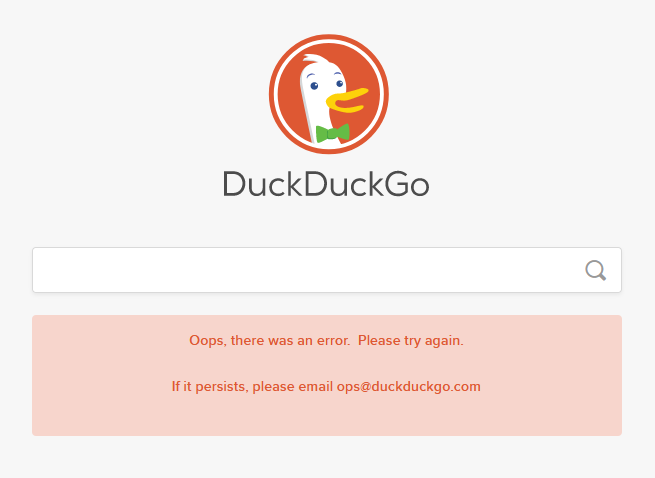 DuckDuckGo
Oops, there was an error.  Please try again.
If it persists, please email ops@duckduckgo.com